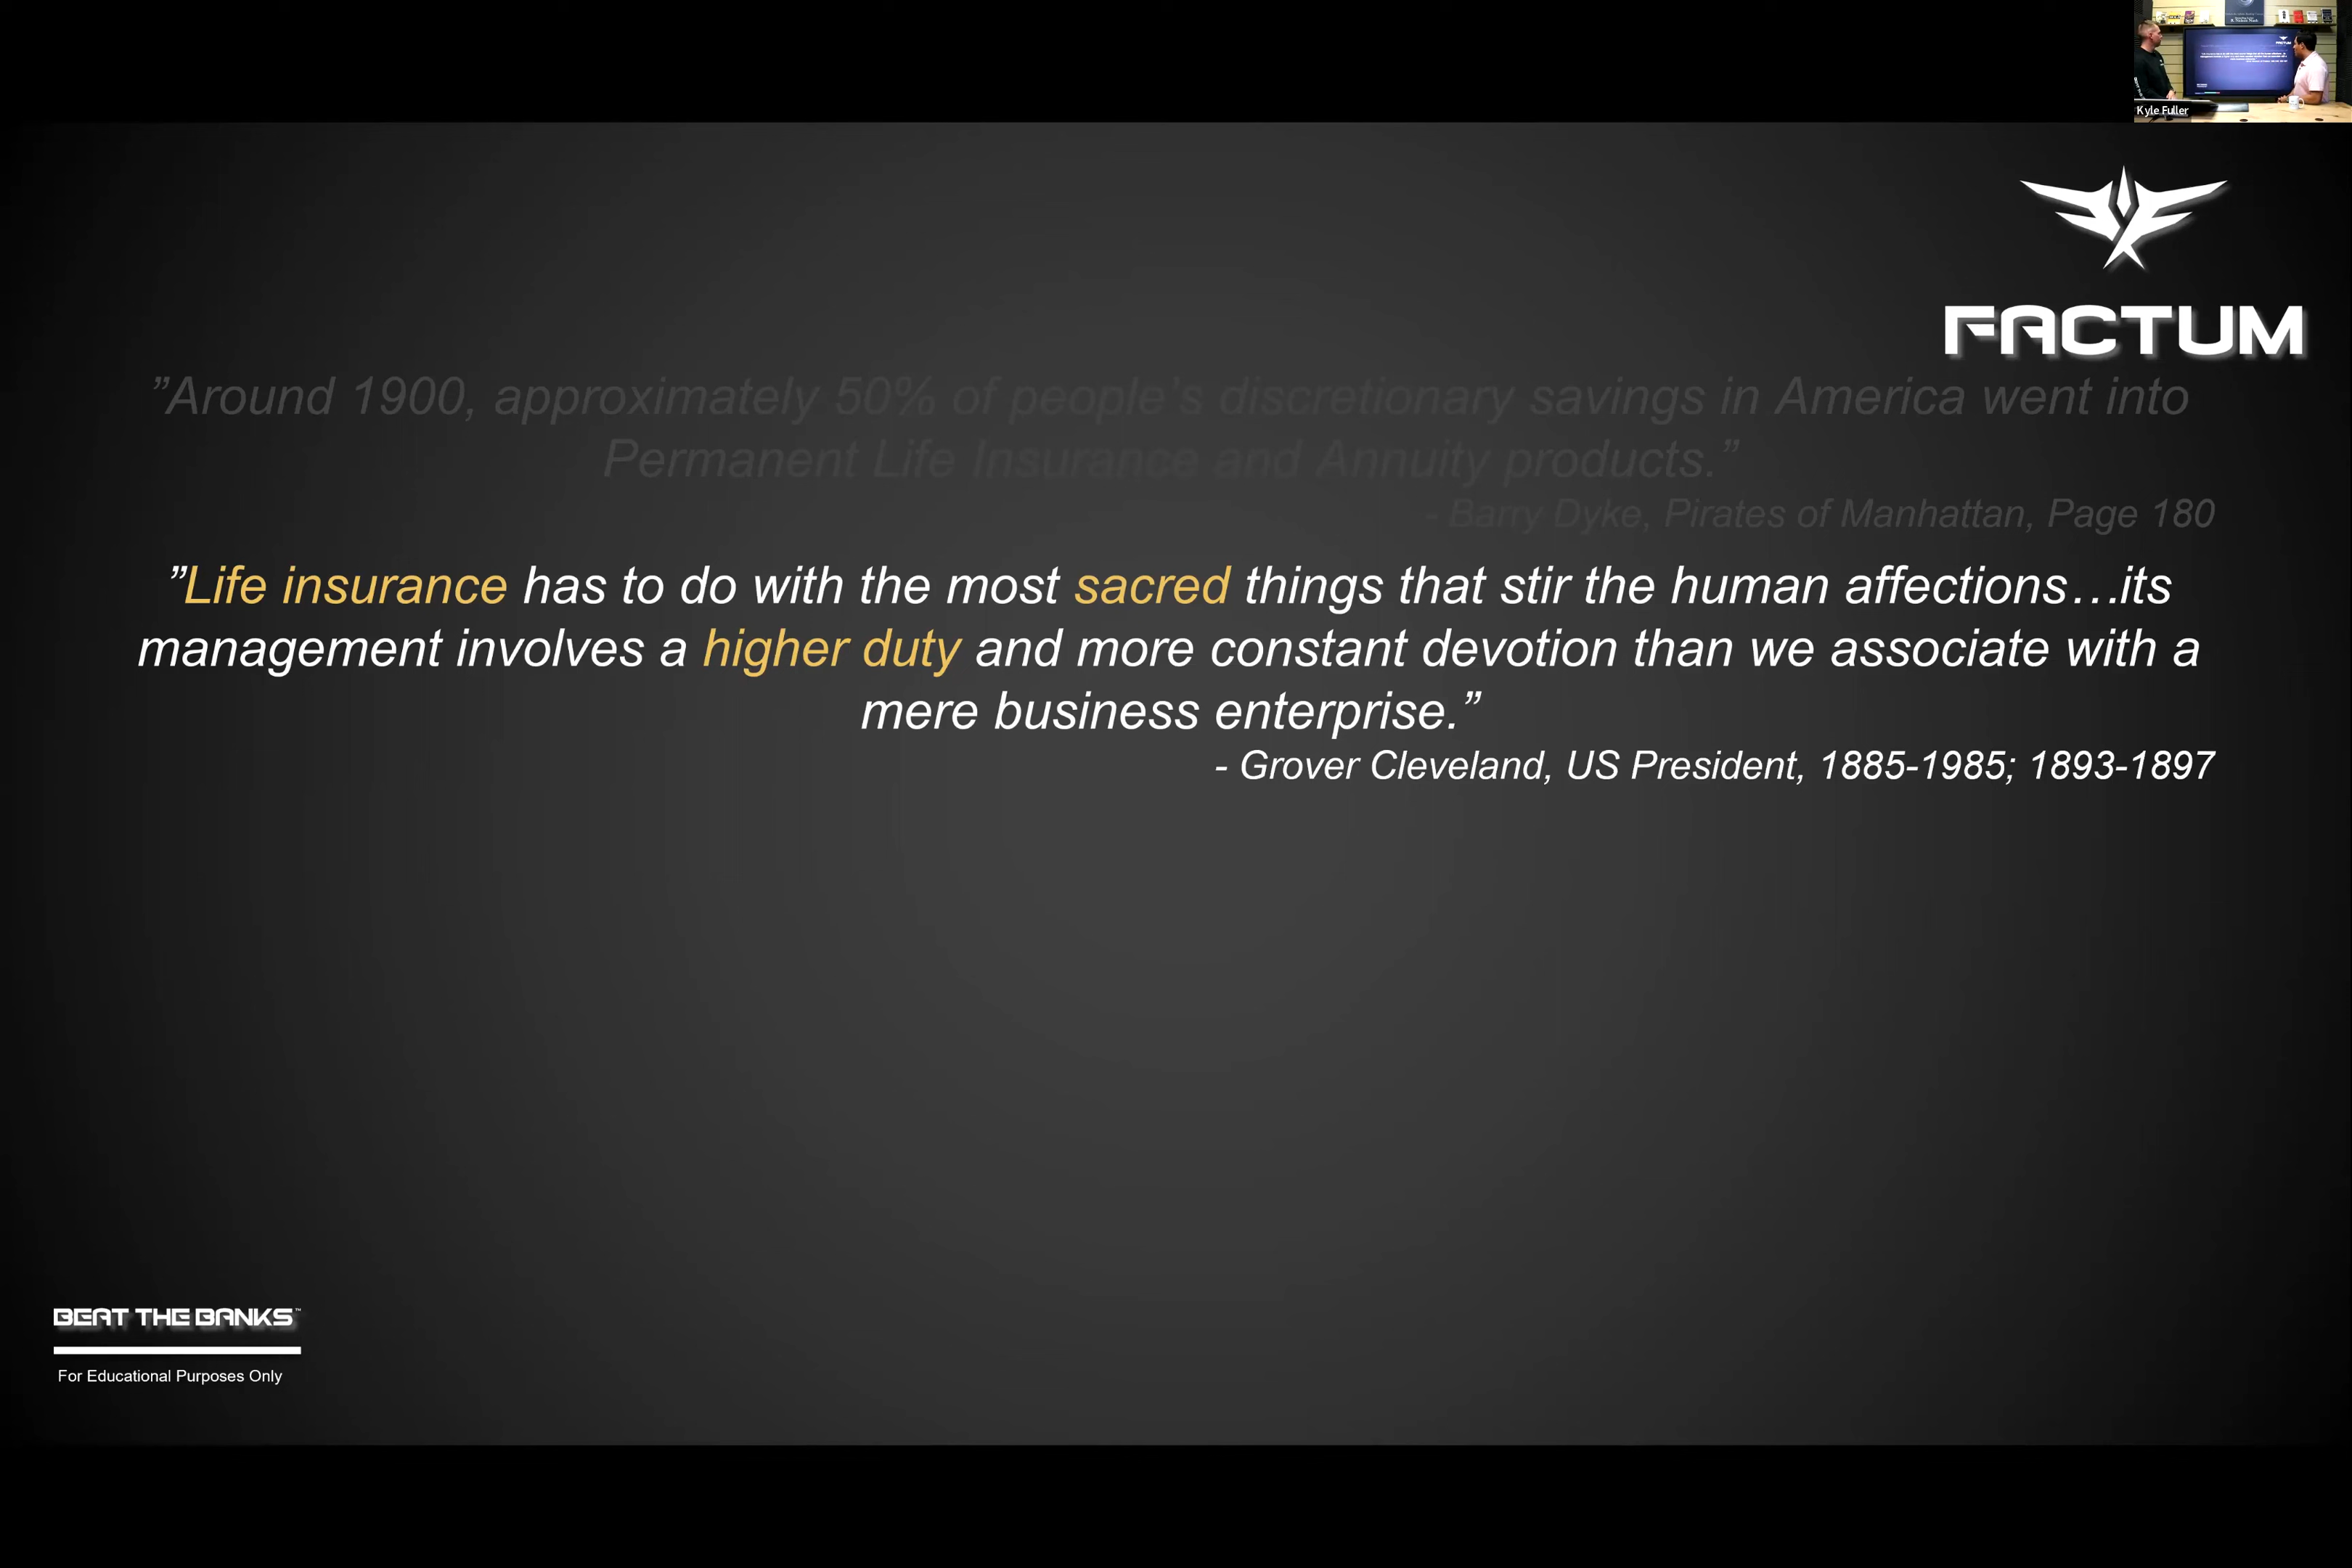 Kyle Fuller
FACTUM
”Around 1900, approximately 50% of people’s discretionary savings in America went into
Permanent Life Insurance and Annuity products.”
- Barry Dyke, Pirates of Manhattan, Page 180
”Life insurance has to do with the most sacred things that stir the human affections…its
management involves a higher duty and more constant devotion than we associate with a
mere business enterprise.”
- Grover Cleveland, US President, 1885-1985; 1893-1897
BEAT THE BANKS™
For Educational Purposes Only